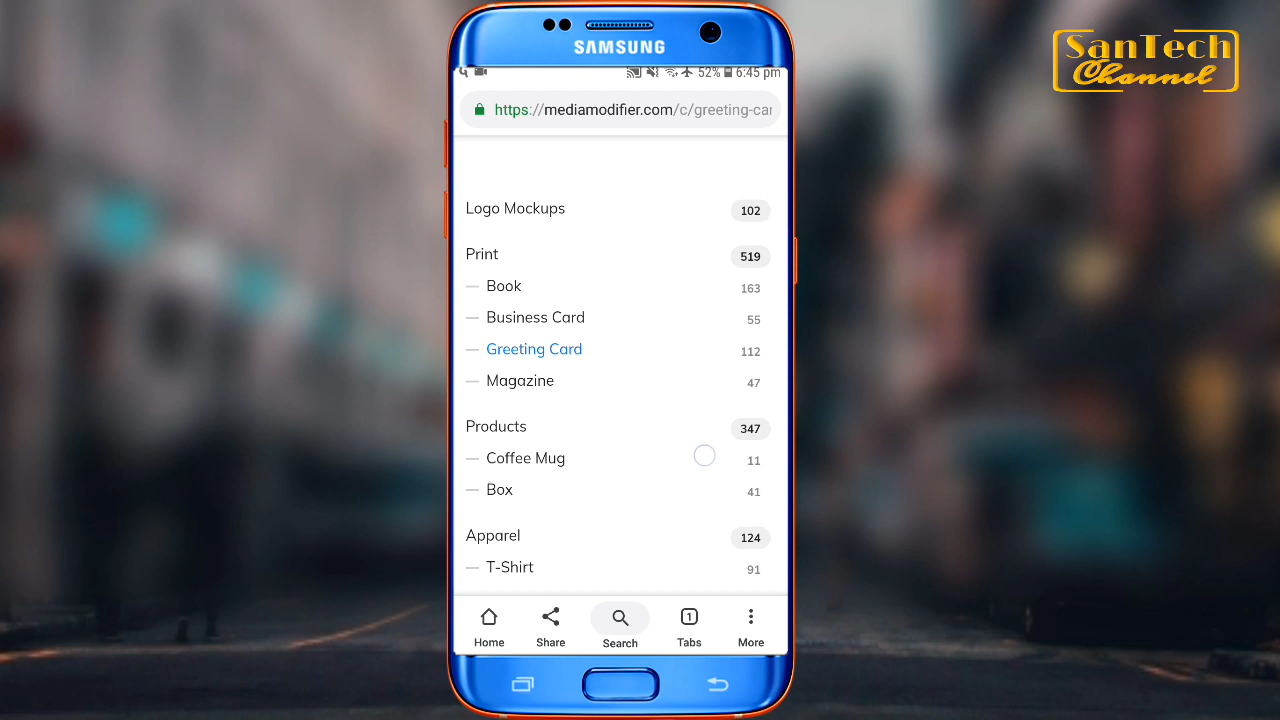 SAMSUNG
SanTech
Channel
52% 6:45 pm
https://mediamodifier.com/c/greeting-car
Logo Mockups 102
Print 519
Book 163
Business Card 55
Greeting Card 112
Magazine 47
Products 347
Coffee Mug 11
Box 41
Apparel 124
T-Shirt 91
1
Home Share Search Tabs More